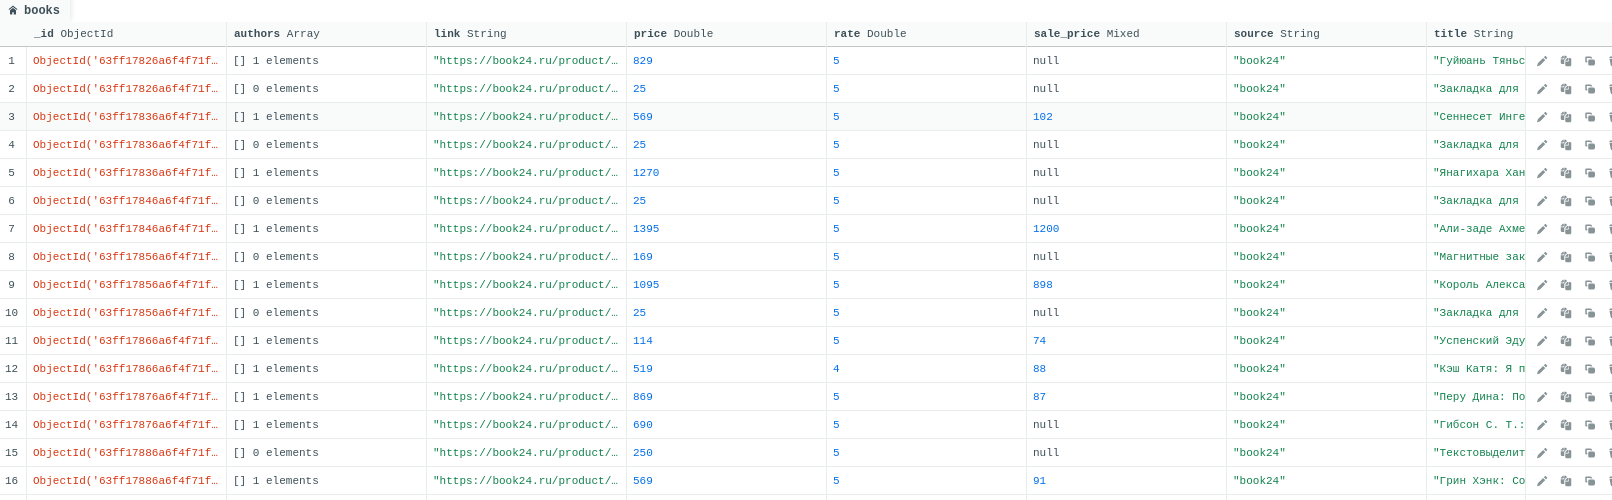 books
_id ObjectId authors Array link String price Double rate Double sale_price Mixed source String title String
1 ObjectId('63ff17826a6f4f71f… [] 1 elements "https://book24.ru/product/… 829 5 null "book24" "Гуйюань Тяньс
2 ObjectId('63ff17826a6f4f71f… [] 0 elements "https://book24.ru/product/… 25 5 null "book24" "Закладка для
3 ObjectId('63ff17836a6f4f71f… [] 1 elements "https://book24.ru/product/… 569 5 102 "book24" "Сеннесет Инге
4 ObjectId('63ff17836a6f4f71f… [] 0 elements "https://book24.ru/product/… 25 5 null "book24" "Закладка для
5 ObjectId('63ff17836a6f4f71f… [] 1 elements "https://book24.ru/product/… 1270 5 null "book24" "Янагихара Хан
6 ObjectId('63ff17846a6f4f71f… [] 0 elements "https://book24.ru/product/… 25 5 null "book24" "Закладка для
7 ObjectId('63ff17846a6f4f71f… [] 1 elements "https://book24.ru/product/… 1395 5 1200 "book24" "Али-заде Ахме
8 ObjectId('63ff17856a6f4f71f… [] 0 elements "https://book24.ru/product/… 169 5 null "book24" "Магнитные зак
9 ObjectId('63ff17856a6f4f71f… [] 1 elements "https://book24.ru/product/… 1095 5 898 "book24" "Король Алекса
10 ObjectId('63ff17856a6f4f71f… [] 0 elements "https://book24.ru/product/… 25 5 null "book24" "Закладка для
11 ObjectId('63ff17866a6f4f71f… [] 1 elements "https://book24.ru/product/… 114 5 74 "book24" "Успенский Эду
12 ObjectId('63ff17866a6f4f71f… [] 1 elements "https://book24.ru/product/… 519 4 88 "book24" "Кэш Катя: Я п
13 ObjectId('63ff17876a6f4f71f… [] 1 elements "https://book24.ru/product/… 869 5 87 "book24" "Перу Дина: По
14 ObjectId('63ff17876a6f4f71f… [] 1 elements "https://book24.ru/product/… 690 5 null "book24" "Гибсон С. Т.:
15 ObjectId('63ff17886a6f4f71f… [] 0 elements "https://book24.ru/product/… 250 5 null "book24" "Текстовыделит
16 ObjectId('63ff17886a6f4f71f… [] 1 elements "https://book24.ru/product/… 569 5 91 "book24" "Грин Хэнк: Со